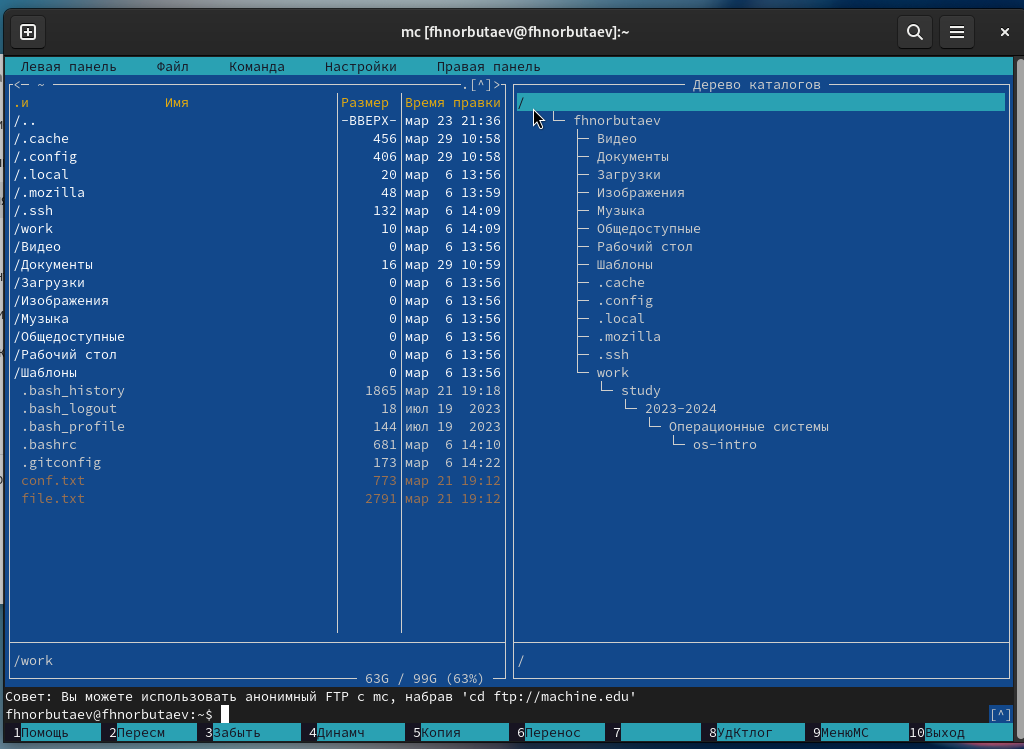 mc [fhnorbutaev@fhnorbutaev]:~
Левая панель Файл Команда Настройки Правая панель
<─ ~ .[^]>
.и Имя Размер Время правки
/.. -ВВЕРХ- мар 23 21:36
/.cache 456 мар 29 10:58
/.config 406 мар 29 10:58
/.local 20 мар 6 13:56
/.mozilla 48 мар 6 13:59
/.ssh 132 мар 6 14:09
/work 10 мар 6 14:09
/Видео 0 мар 6 13:56
/Документы 16 мар 29 10:59
/Загрузки 0 мар 6 13:56
/Изображения 0 мар 6 13:56
/Музыка 0 мар 6 13:56
/Общедоступные 0 мар 6 13:56
/Рабочий стол 0 мар 6 13:56
/Шаблоны 0 мар 6 13:56
.bash_history 1865 мар 21 19:18
.bash_logout 18 июл 19 2023
.bash_profile 144 июл 19 2023
.bashrc 681 мар 6 14:10
.gitconfig 173 мар 6 14:22
conf.txt 773 мар 21 19:12
file.txt 2791 мар 21 19:12
/work
63G / 99G (63%)
Дерево каталогов
/
fhnorbutaev
Видео
Документы
Загрузки
Изображения
Музыка
Общедоступные
Рабочий стол
Шаблоны
.cache
.config
.local
.mozilla
.ssh
work
study
2023-2024
Операционные системы
os-intro
/
Совет: Вы можете использовать анонимный FTP с mc, набрав 'cd ftp://machine.edu'
fhnorbutaev@fhnorbutaev:~$ [^]
1Помощь 2Пересм 3Забыть 4Динамч 5Копия 6Перенос 7 8УдКтлог 9МенюMC 10Выход